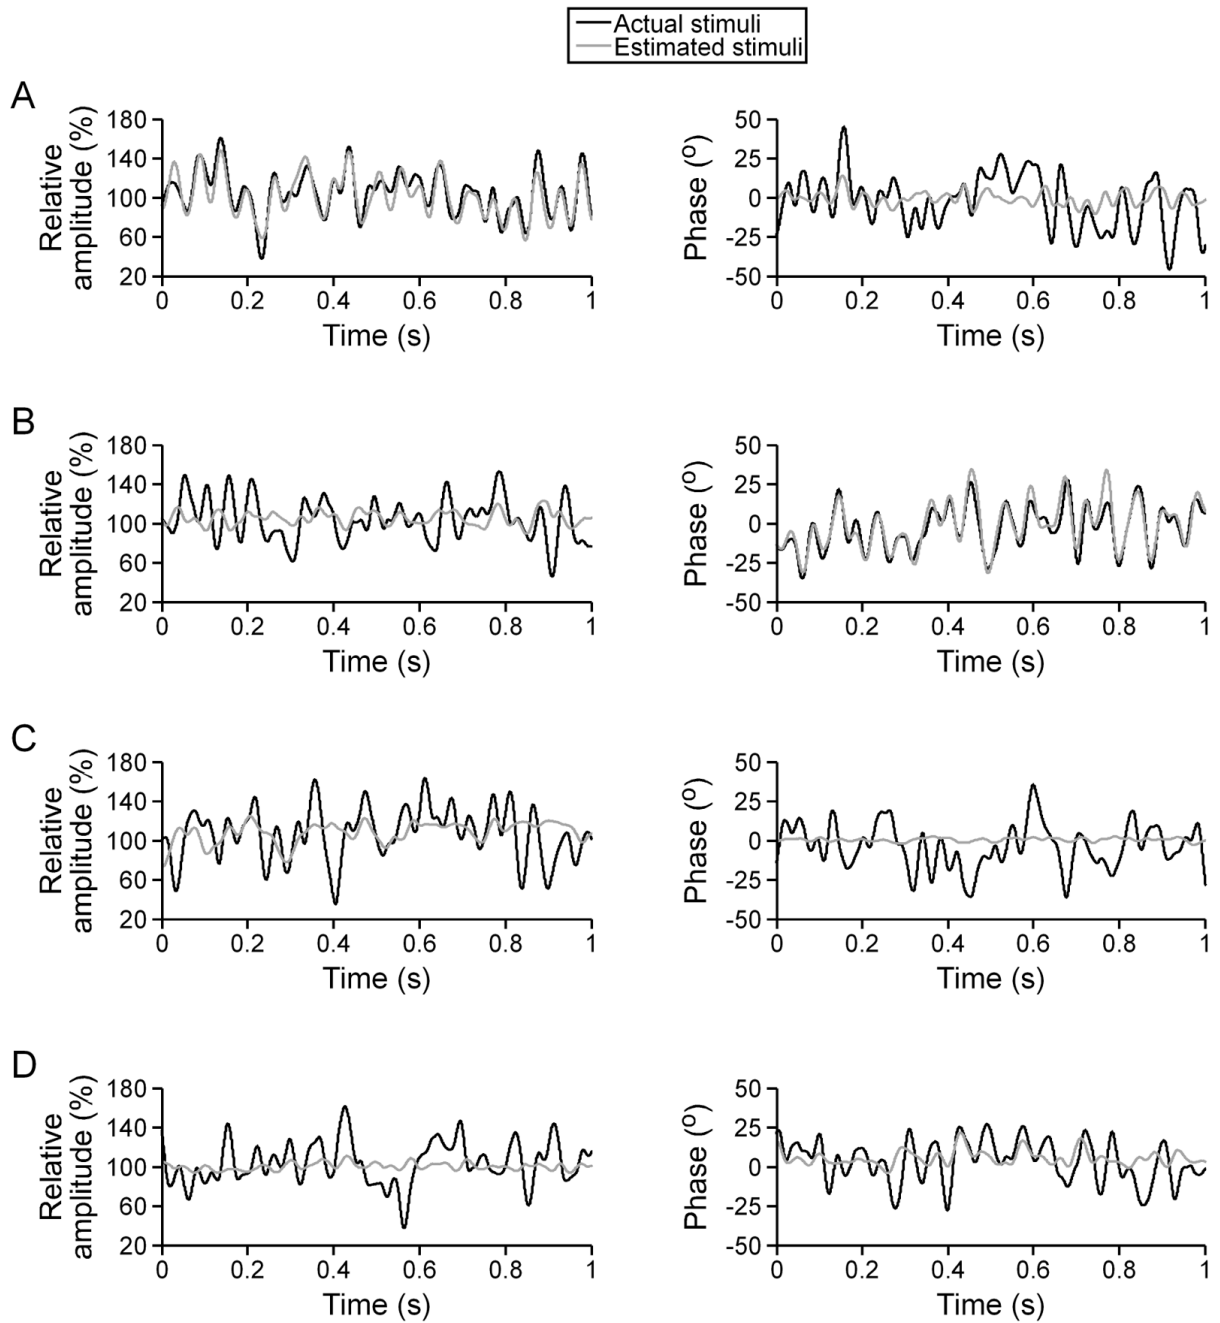 Actual stimuli
Estimated stimuli
A
Relative
amplitude (%)
180
140
100
60
20
0 0.2 0.4 0.6 0.8 1
Time (s)
Phase (o)
50
25
0
-25
-50
0 0.2 0.4 0.6 0.8 1
Time (s)
B
Relative
amplitude (%)
180
140
100
60
20
0 0.2 0.4 0.6 0.8 1
Time (s)
Phase (o)
50
25
0
-25
-50
0 0.2 0.4 0.6 0.8 1
Time (s)
C
Relative
amplitude (%)
180
140
100
60
20
0 0.2 0.4 0.6 0.8 1
Time (s)
Phase (o)
50
25
0
-25
-50
0 0.2 0.4 0.6 0.8 1
Time (s)
D
Relative
amplitude (%)
180
140
100
60
20
0 0.2 0.4 0.6 0.8 1
Time (s)
Phase (o)
50
25
0
-25
-50
0 0.2 0.4 0.6 0.8 1
Time (s)